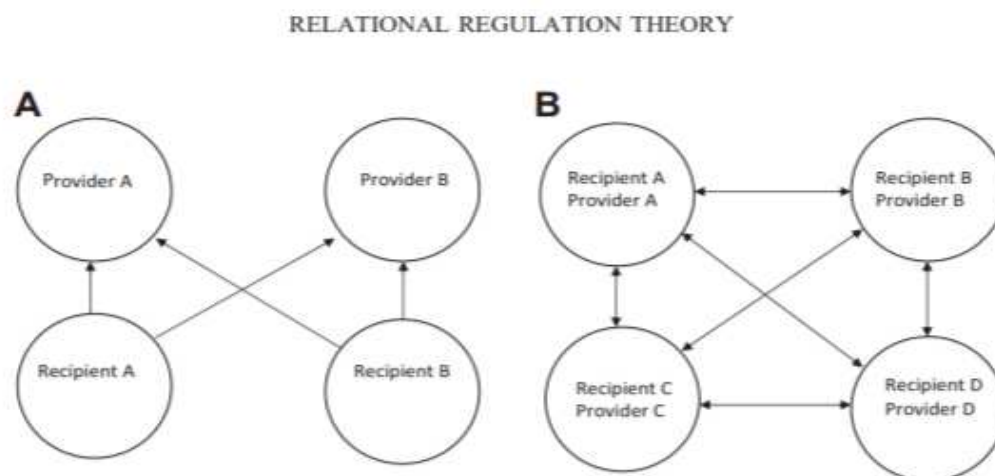 RELATIONAL REGULATION THEORY
A
Provider A
Provider B
Recipient A
Recipient B
B
Recipient A
Provider A
Recipient B
Provider B
Recipient C
Provider C
Recipient D
Provider D